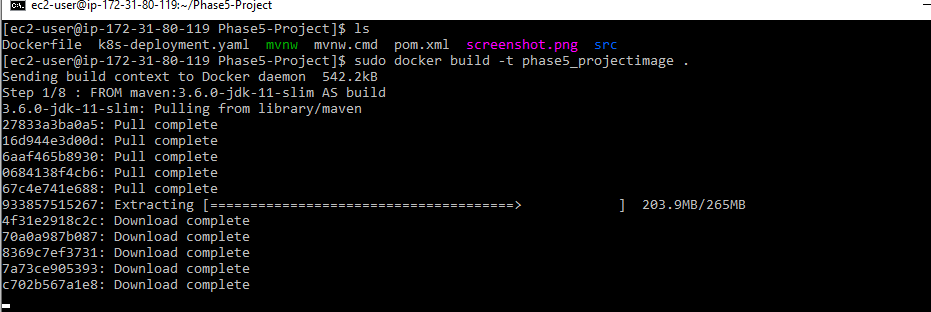 ec2-user@ip-172-31-80-119:~/Phase5-Project
[ec2-user@ip-172-31-80-119 Phase5-Project]$ ls
Dockerfile  k8s-deployment.yaml  mvnw  mvnw.cmd  pom.xml  screenshot.png  src
[ec2-user@ip-172-31-80-119 Phase5-Project]$ sudo docker build -t phase5_projectimage .
Sending build context to Docker daemon  542.2kB
Step 1/8 : FROM maven:3.6.0-jdk-11-slim AS build
3.6.0-jdk-11-slim: Pulling from library/maven
27833a3ba0a5: Pull complete
16d944e3d00d: Pull complete
6aaf465b8930: Pull complete
0684138f4cb6: Pull complete
67c4e741e688: Pull complete
933857515267: Extracting [======================================>            ]  203.9MB/265MB
4f31e2918c2c: Download complete
70a0a987b087: Download complete
8369c7ef3731: Download complete
7a73ce905393: Download complete
c702b567a1e8: Download complete